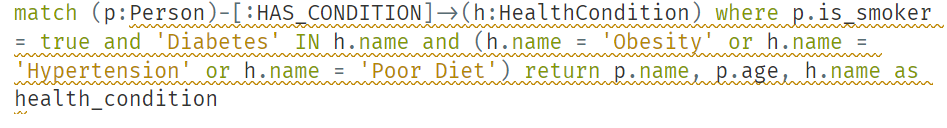 match (p:Person)-[:HAS_CONDITION]->(h:HealthCondition) where p.is_smoker
= true and 'Diabetes' IN h.name and (h.name = 'Obesity' or h.name =
'Hypertension' or h.name = 'Poor Diet') return p.name, p.age, h.name as
health_condition